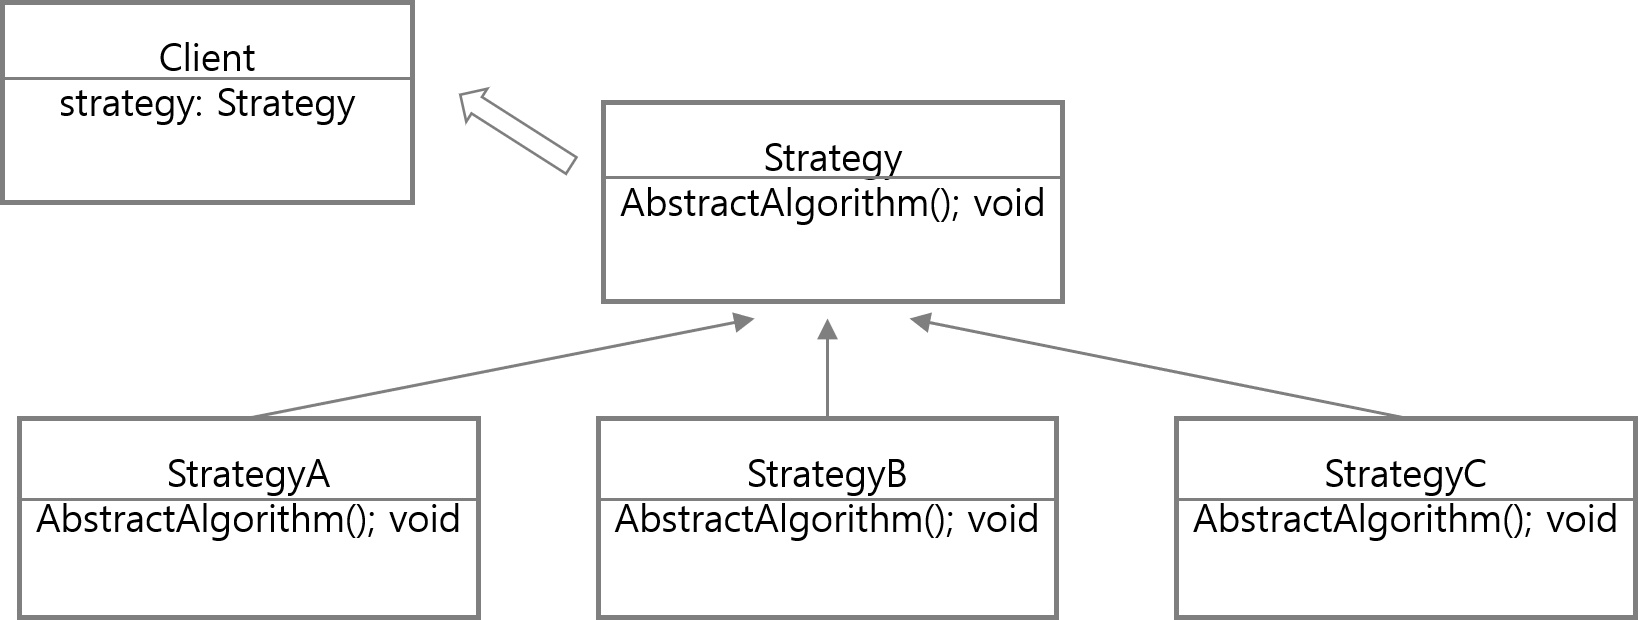 Client
strategy: Strategy
Strategy
AbstractAlgorithm(); void
StrategyA
AbstractAlgorithm(); void
StrategyB
AbstractAlgorithm(); void
StrategyC
AbstractAlgorithm(); void